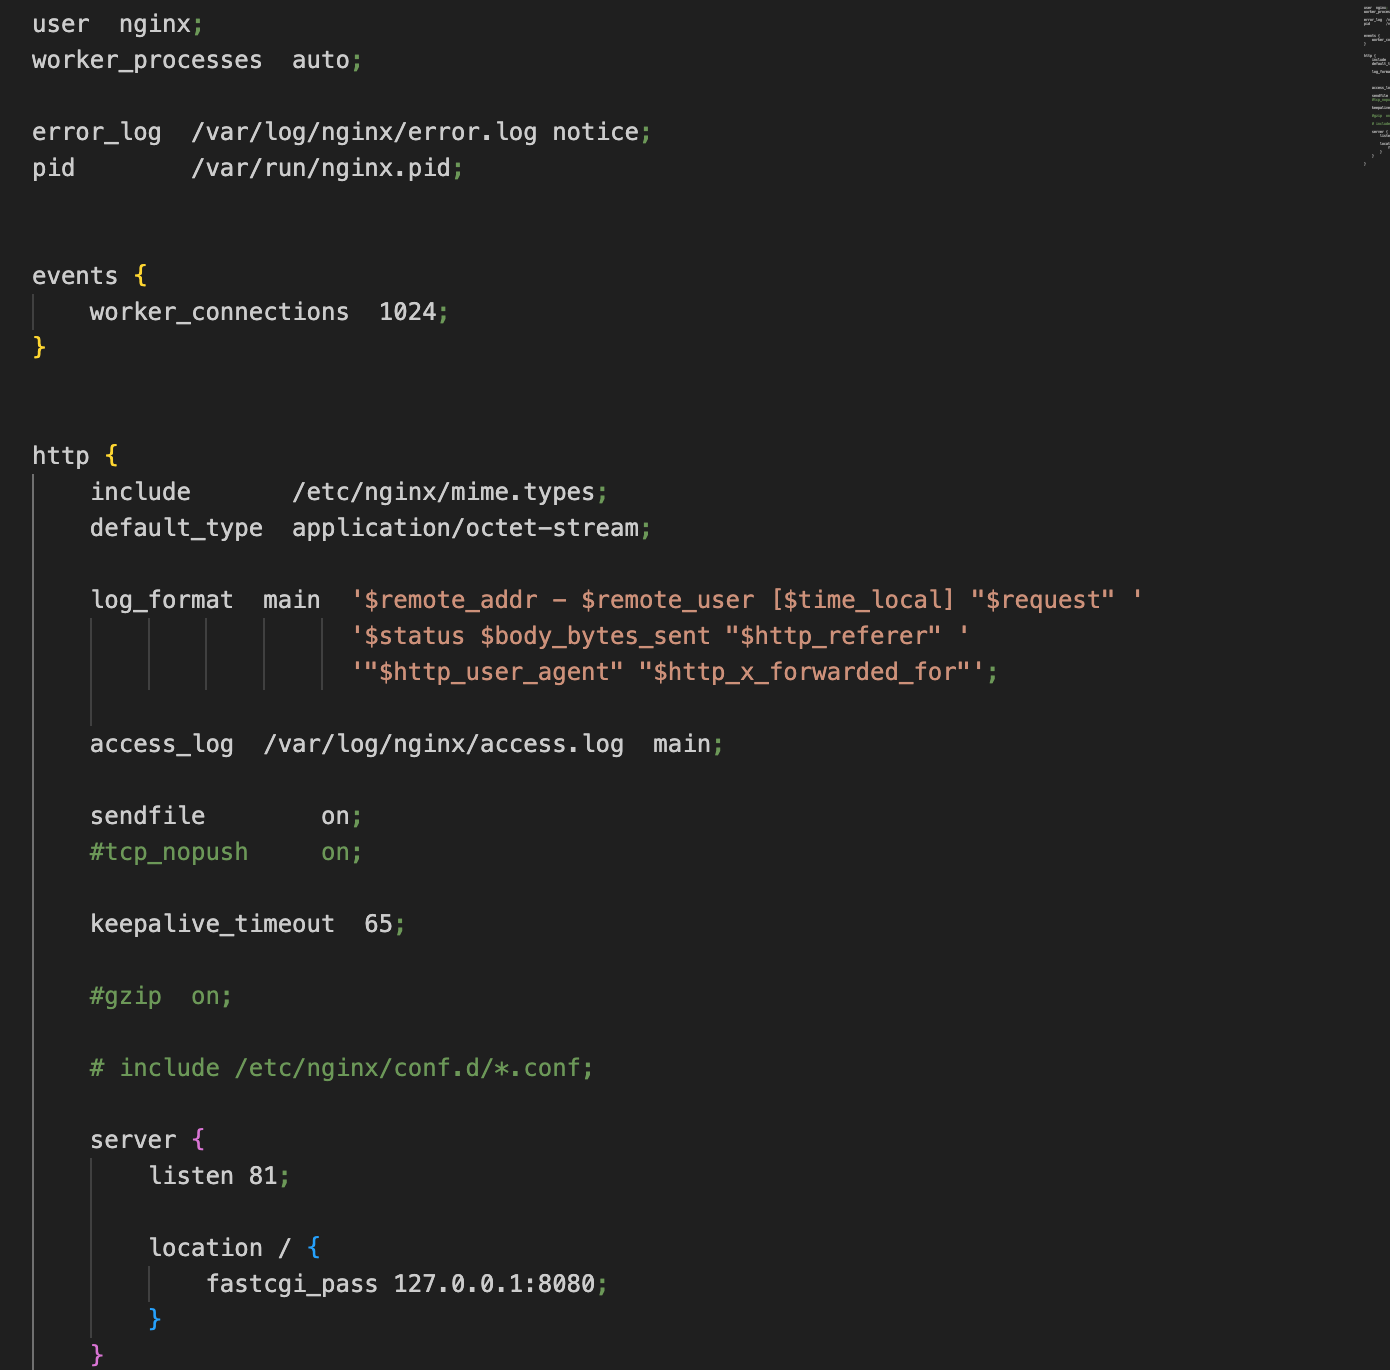 user  nginx;
worker_processes  auto;
error_log  /var/log/nginx/error.log notice;
pid        /var/run/nginx.pid;
events {
    worker_connections  1024;
}
http {
    include       /etc/nginx/mime.types;
    default_type  application/octet-stream;
    log_format  main  '$remote_addr - $remote_user [$time_local] "$request" '
                      '$status $body_bytes_sent "$http_referer" '
                      '"$http_user_agent" "$http_x_forwarded_for"';
    access_log  /var/log/nginx/access.log  main;
    sendfile        on;
    #tcp_nopush     on;
    keepalive_timeout  65;
    #gzip  on;
    # include /etc/nginx/conf.d/*.conf;
    server {
        listen 81;
        location / {
            fastcgi_pass 127.0.0.1:8080;
        }
    }